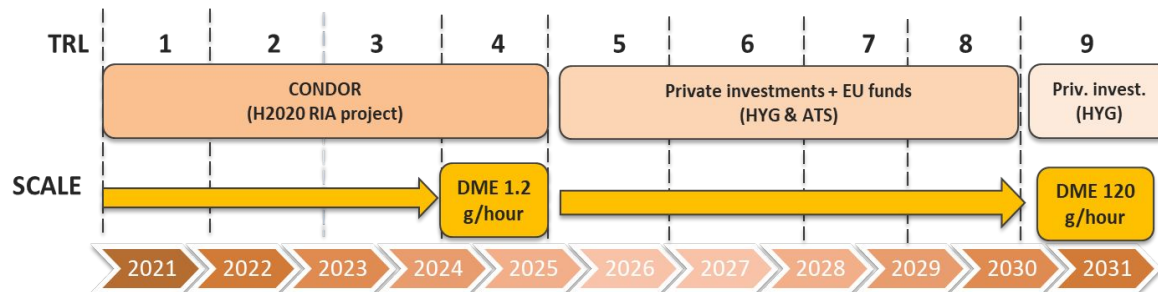 TRL 1 2 3 4 5 6 7 8 9
CONDOR
(H2020 RIA project)
Private investments + EU funds
(HYG & ATS)
Priv. invest.
(HYG)
SCALE
DME 1.2
g/hour
DME 120
g/hour
2021 2022 2023 2024 2025 2026 2027 2028 2029 2030 2031